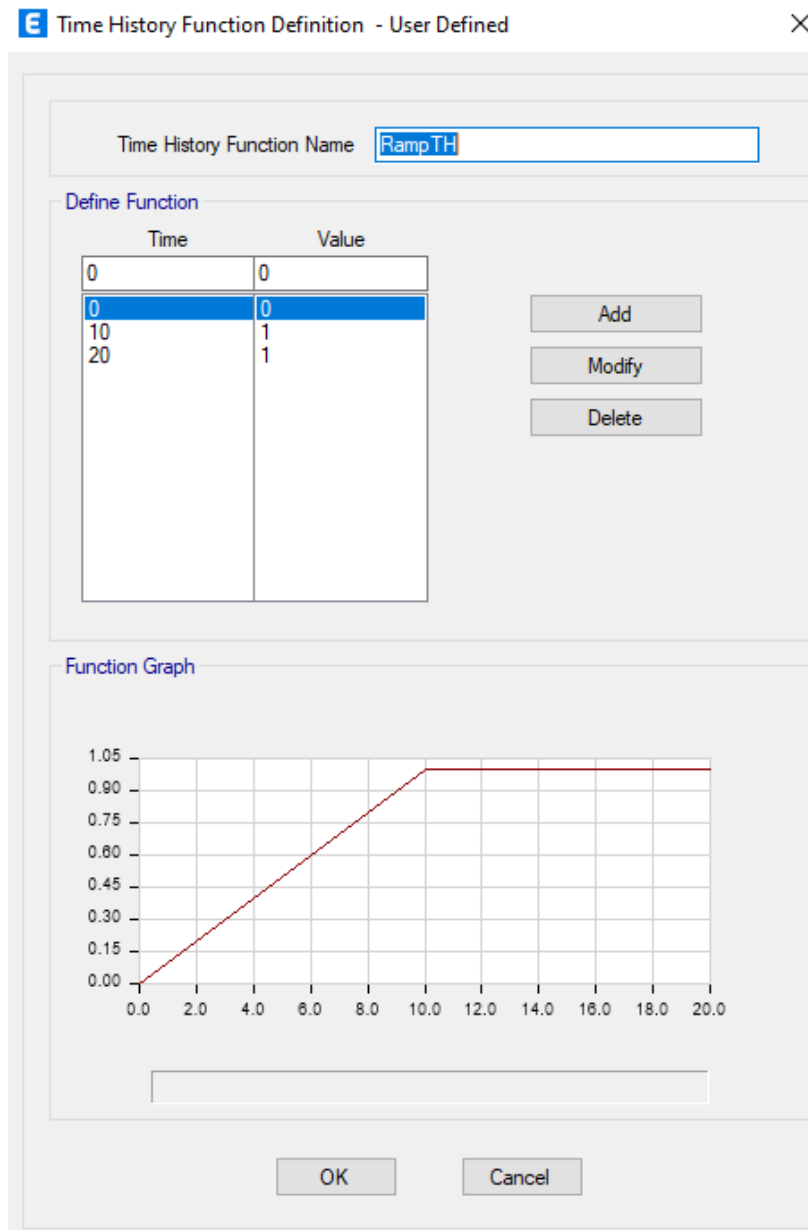 E Time History Function Definition - User Defined
Time History Function Name RampTH
Define Function
Time Value
0 0
0 0
10 1
20 1
Add
Modify
Delete
Function Graph
1.05
0.90
0.75
0.60
0.45
0.30
0.15
0.00
0.0 2.0 4.0 6.0 8.0 10.0 12.0 14.0 16.0 18.0 20.0
OK Cancel